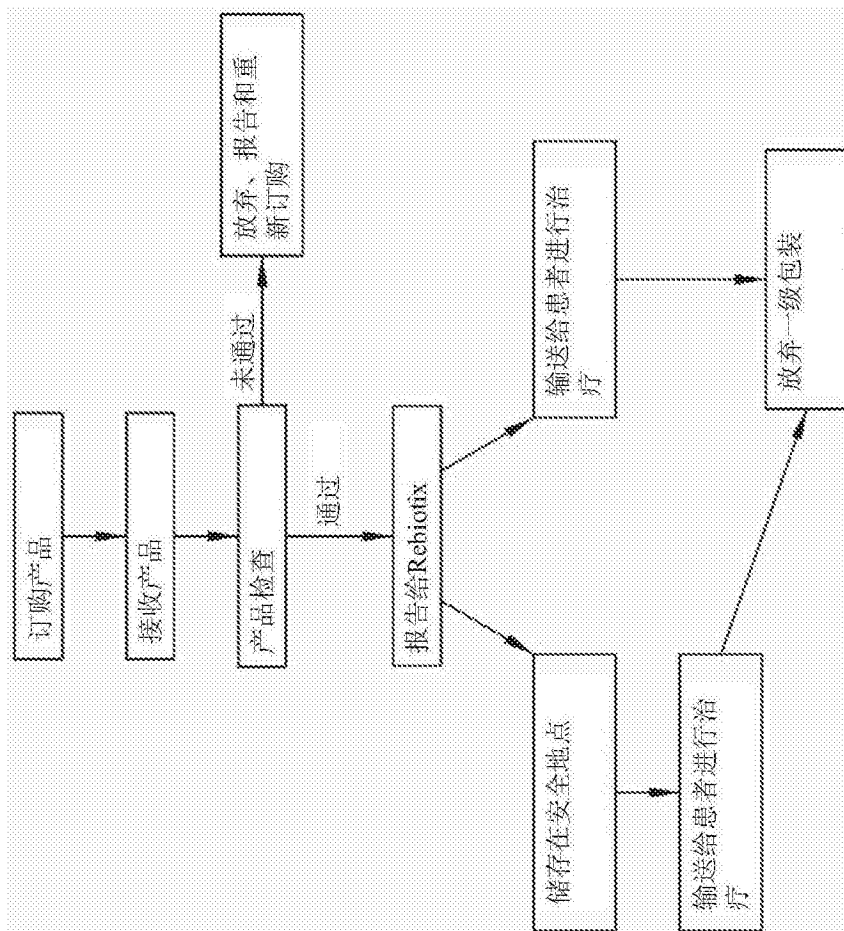 订购产品
接收产品
产品检查
未通过
放弃、报告和重
新订购
通过
报告给Rebiotix
储存在安全地点
输送给患者进行治
疗
输送给患者进行治
疗
放弃一级包装